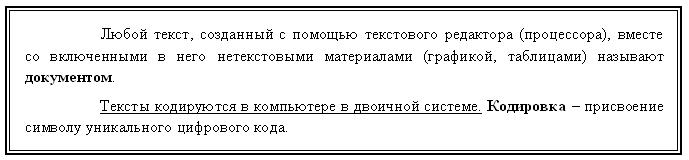 Любой текст, созданный с помощью текстового редактора (процессора), вместе
со включенными в него нетекстовыми материалами (графикой, таблицами) называют
документом.
Тексты кодируются в компьютере в двоичной системе. Кодировка – присвоение
символу уникального цифрового кода.